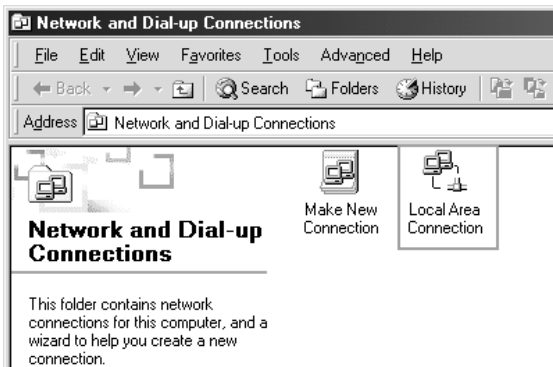 Network and Dial-up Connections
File Edit View Favorites Tools Advanced Help
Back Search Folders History
Address Network and Dial-up Connections
Network and Dial-up
Connections
This folder contains network
connections for this computer, and a
wizard to help you create a new
connection.
Make New
Connection
Local Area
Connection